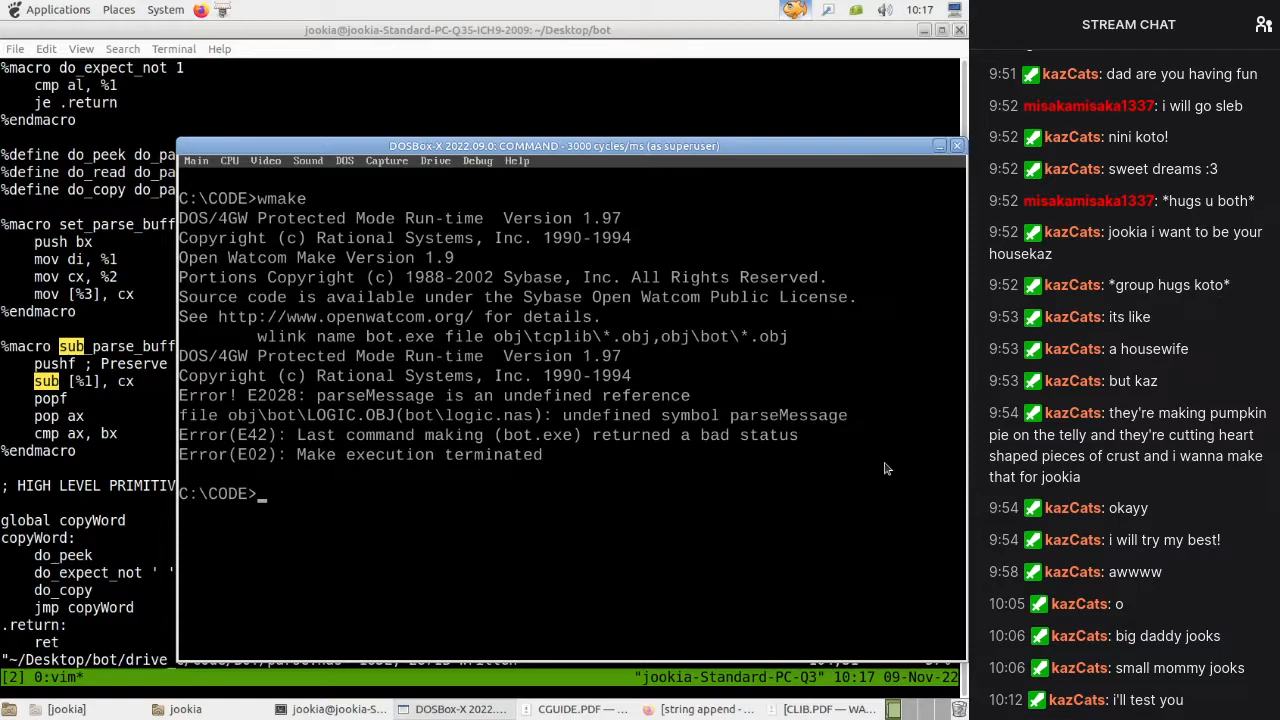 Applications Places System 10:17
jookia@jookia-Standard-PC-Q35-ICH9-2009: ~/Desktop/bot
File Edit View Search Terminal Help
%macro do_expect_not 1
cmp al, %1
je .return
%endmacro
%define do_peek do_pa
%define do_read do_pa
%define do_copy do_pa
%macro set_parse_buff
push bx
mov di, %1
mov cx, %2
mov [%3], cx
%endmacro
%macro sub_parse_buff
pushf ; Preserve
sub [%1], cx
popf
pop ax
cmp ax, bx
%endmacro
; HIGH LEVEL PRIMITIV
global copyWord
copyWord:
do_peek
do_expect_not ' '
do_copy
jmp copyWord
.return:
ret
[2] 0:vim* "jookia-Standard-PC-Q3" 10:17 09-Nov-22
DOSBox-X 2022.09.0: COMMAND - 3000 cycles/ms (as superuser)
Main CPU Video Sound DOS Capture Drive Debug Help
C:\CODE>wmake
DOS/4GW Protected Mode Run-time Version 1.97
Copyright (c) Rational Systems, Inc. 1990-1994
Open Watcom Make Version 1.9
Portions Copyright (c) 1988-2002 Sybase, Inc. All Rights Reserved.
Source code is available under the Sybase Open Watcom Public License.
See http://www.openwatcom.org/ for details.
wlink name bot.exe file obj\tcplib\*.obj,obj\bot\*.obj
DOS/4GW Protected Mode Run-time Version 1.97
Copyright (c) Rational Systems, Inc. 1990-1994
Error! E2028: parseMessage is an undefined reference
file obj\bot\LOGIC.OBJ(bot\logic.nas): undefined symbol parseMessage
Error(E42): Last command making (bot.exe) returned a bad status
Error(E02): Make execution terminated
C:\CODE>_
[jookia] jookia jookia@jookia-S... DOSBox-X 2022.... CGUIDE.PDF —... [string append -... [CLIB.PDF — WA...
STREAM CHAT
9:51 kazCats: dad are you having fun
9:52 misakamisaka1337: i will go sleb
9:52 kazCats: nini koto!
9:52 kazCats: sweet dreams :3
9:52 misakamisaka1337: *hugs u both*
9:52 kazCats: jookia i want to be your
housekaz
9:52 kazCats: *group hugs koto*
9:53 kazCats: its like
9:53 kazCats: a housewife
9:53 kazCats: but kaz
9:54 kazCats: they're making pumpkin
pie on the telly and they're cutting heart
shaped pieces of crust and i wanna make
that for jookia
9:54 kazCats: okayy
9:54 kazCats: i will try my best!
9:58 kazCats: awwww
10:05 kazCats: o
10:06 kazCats: big daddy jooks
10:06 kazCats: small mommy jooks
10:12 kazCats: i'll test you